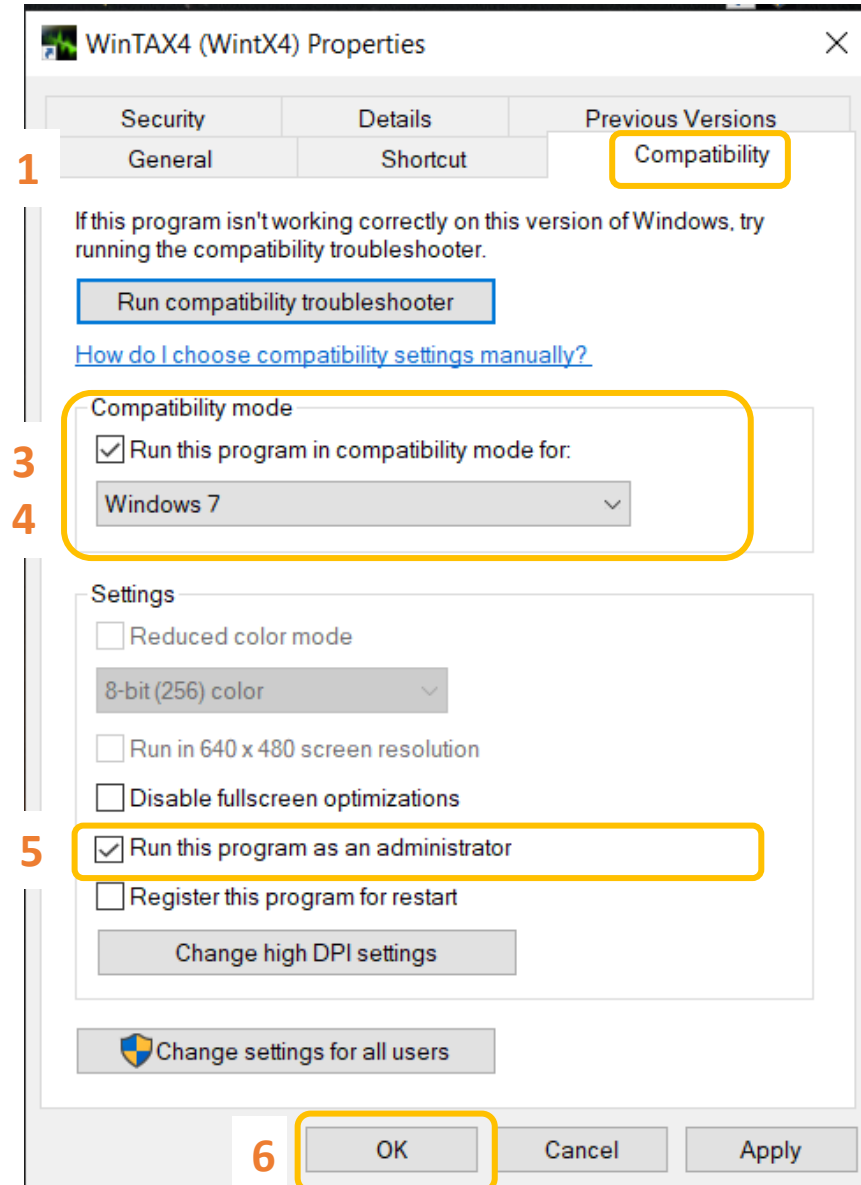 WinTAX4 (WintX4) Properties
Security Details Previous Versions
1 General Shortcut Compatibility
If this program isn't working correctly on this version of Windows, try
running the compatibility troubleshooter.
Run compatibility troubleshooter
How do I choose compatibility settings manually?
Compatibility mode
3 Run this program in compatibility mode for:
4 Windows 7
Settings
Reduced color mode
8-bit (256) color
Run in 640 x 480 screen resolution
Disable fullscreen optimizations
5 Run this program as an administrator
Register this program for restart
Change high DPI settings
Change settings for all users
6 OK Cancel Apply